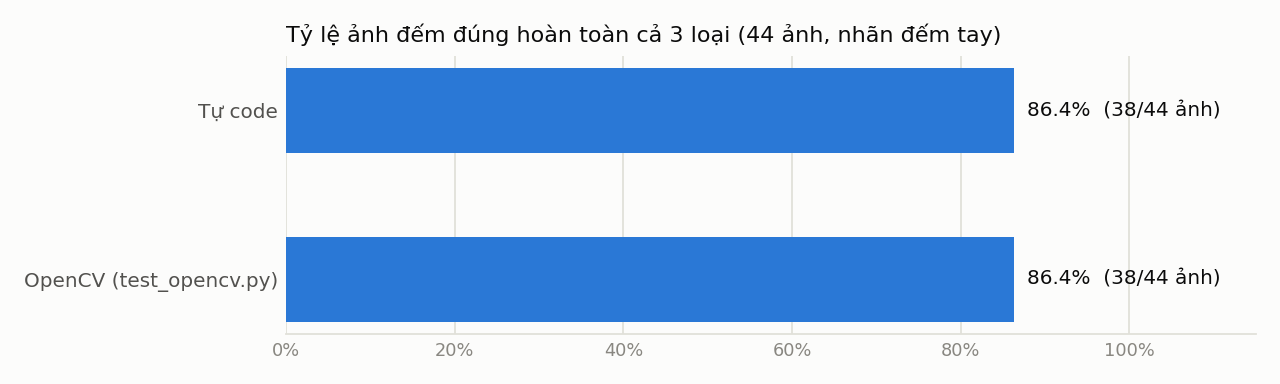 Tỷ lệ ảnh đếm đúng hoàn toàn cả 3 loại (44 ảnh, nhãn đếm tay)
Tự code
86.4%  (38/44 ảnh)
OpenCV (test_opencv.py)
86.4%  (38/44 ảnh)
0%
20%
40%
60%
80%
100%